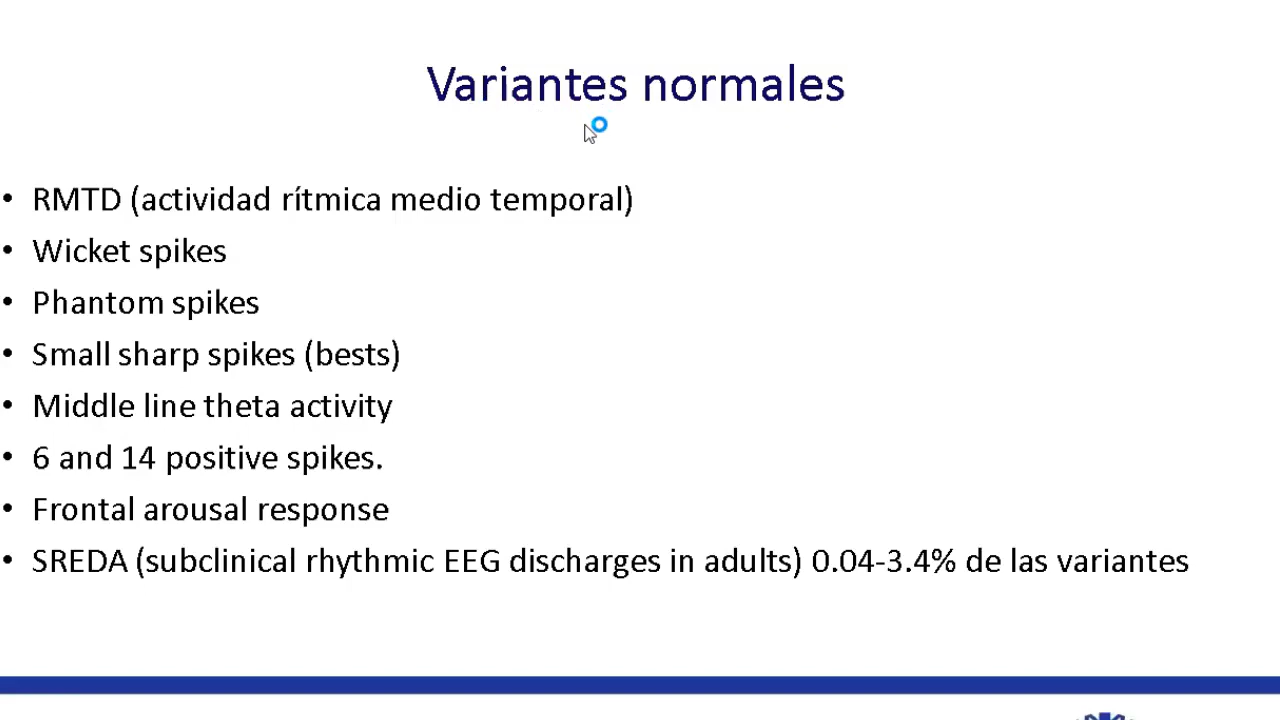 Variantes normales
• RMTD (actividad rítmica medio temporal)
• Wicket spikes
• Phantom spikes
• Small sharp spikes (bests)
• Middle line theta activity
• 6 and 14 positive spikes.
• Frontal arousal response
• SREDA (subclinical rhythmic EEG discharges in adults) 0.04-3.4% de las variantes